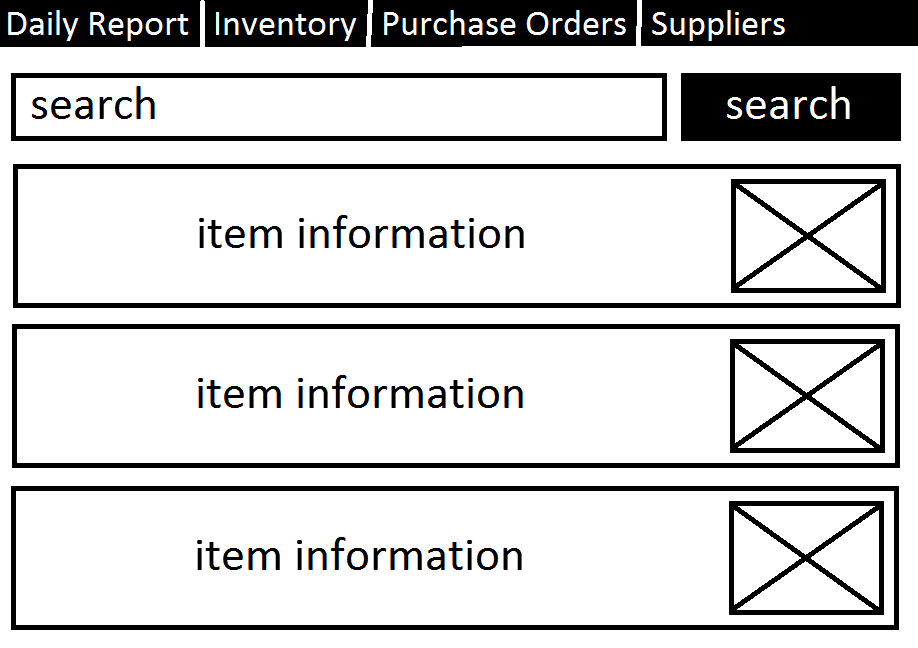 Daily Report Inventory Purchase Orders Suppliers
search search
item information
item information
item information